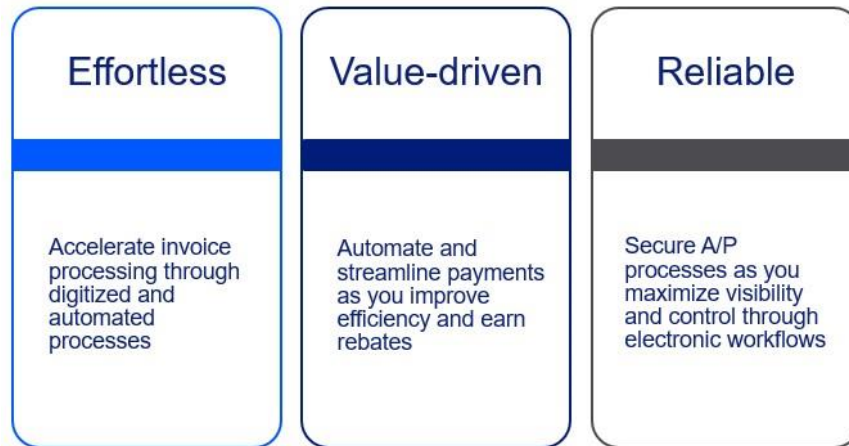 Effortless
Accelerate invoice
processing through
digitized and
automated
processes
Value-driven
Automate and
streamline payments
as you improve
efficiency and earn
rebates
Reliable
Secure A/P
processes as you
maximize visibility
and control through
electronic workflows